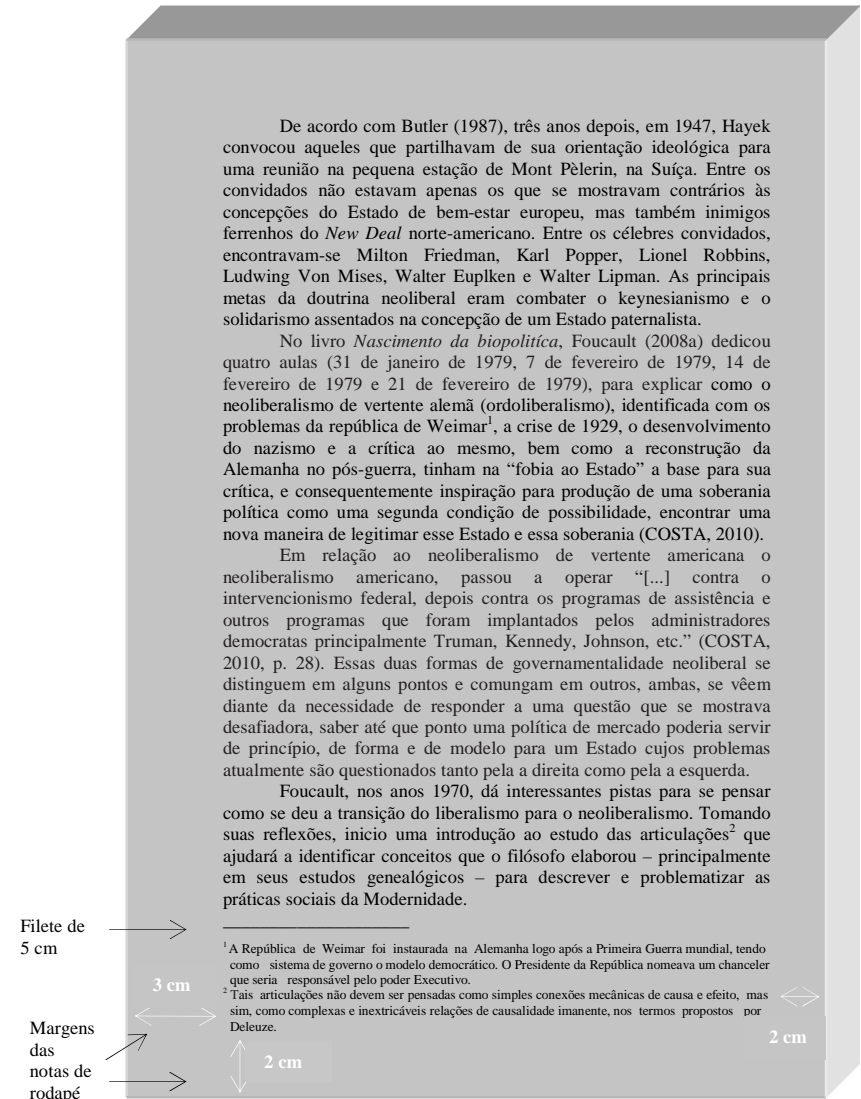 De acordo com Butler (1987), três anos depois, em 1947, Hayek
convocou aqueles que partilhavam de sua orientação ideológica para
uma reunião na pequena estação de Mont Pèlerin, na Suíça. Entre os
convidados não estavam apenas os que se mostravam contrários às
concepções do Estado de bem-estar europeu, mas também inimigos
ferrenhos do New Deal norte-americano. Entre os célebres convidados,
encontravam-se Milton Friedman, Karl Popper, Lionel Robbins,
Ludwing Von Mises, Walter Euplken e Walter Lipman. As principais
metas da doutrina neoliberal eram combater o keynesianismo e o
solidarismo assentados na concepção de um Estado paternalista.
No livro Nascimento da biopolitíca, Foucault (2008a) dedicou
quatro aulas (31 de janeiro de 1979, 7 de fevereiro de 1979, 14 de
fevereiro de 1979 e 21 de fevereiro de 1979), para explicar como o
neoliberalismo de vertente alemã (ordoliberalismo), identificada com os
problemas da república de Weimar¹, a crise de 1929, o desenvolvimento
do nazismo e a crítica ao mesmo, bem como a reconstrução da
Alemanha no pós-guerra, tinham na “fobia ao Estado” a base para sua
crítica, e consequentemente inspiração para produção de uma soberania
política como uma segunda condição de possibilidade, encontrar uma
nova maneira de legitimar esse Estado e essa soberania (COSTA, 2010).
Em relação ao neoliberalismo de vertente americana o
neoliberalismo americano, passou a operar “[...] contra o
intervencionismo federal, depois contra os programas de assistência e
outros programas que foram implantados pelos administradores
democratas principalmente Truman, Kennedy, Johnson, etc.” (COSTA,
2010, p. 28). Essas duas formas de governamentalidade neoliberal se
distinguem em alguns pontos e comungam em outros, ambas, se vêem
diante da necessidade de responder a uma questão que se mostrava
desafiadora, saber até que ponto uma política de mercado poderia servir
de princípio, de forma e de modelo para um Estado cujos problemas
atualmente são questionados tanto pela a direita como pela a esquerda.
Foucault, nos anos 1970, dá interessantes pistas para se pensar
como se deu a transição do liberalismo para o neoliberalismo. Tomando
suas reflexões, inicio uma introdução ao estudo das articulações² que
ajudará a identificar conceitos que o filósofo elaborou – principalmente
em seus estudos genealógicos – para descrever e problematizar as
práticas sociais da Modernidade.
Filete de
5 cm
¹ A República de Weimar foi instaurada na Alemanha logo após a Primeira Guerra mundial, tendo
como sistema de governo o modelo democrático. O Presidente da República nomeava um chanceler
que seria responsável pelo poder Executivo.
² Tais articulações não devem ser pensadas como simples conexões mecânicas de causa e efeito, mas
sim, como complexas e inextricáveis relações de causalidade imanente, nos termos propostos por
Deleuze.
3 cm
2 cm
Margens
das
notas de
rodapé
2 cm